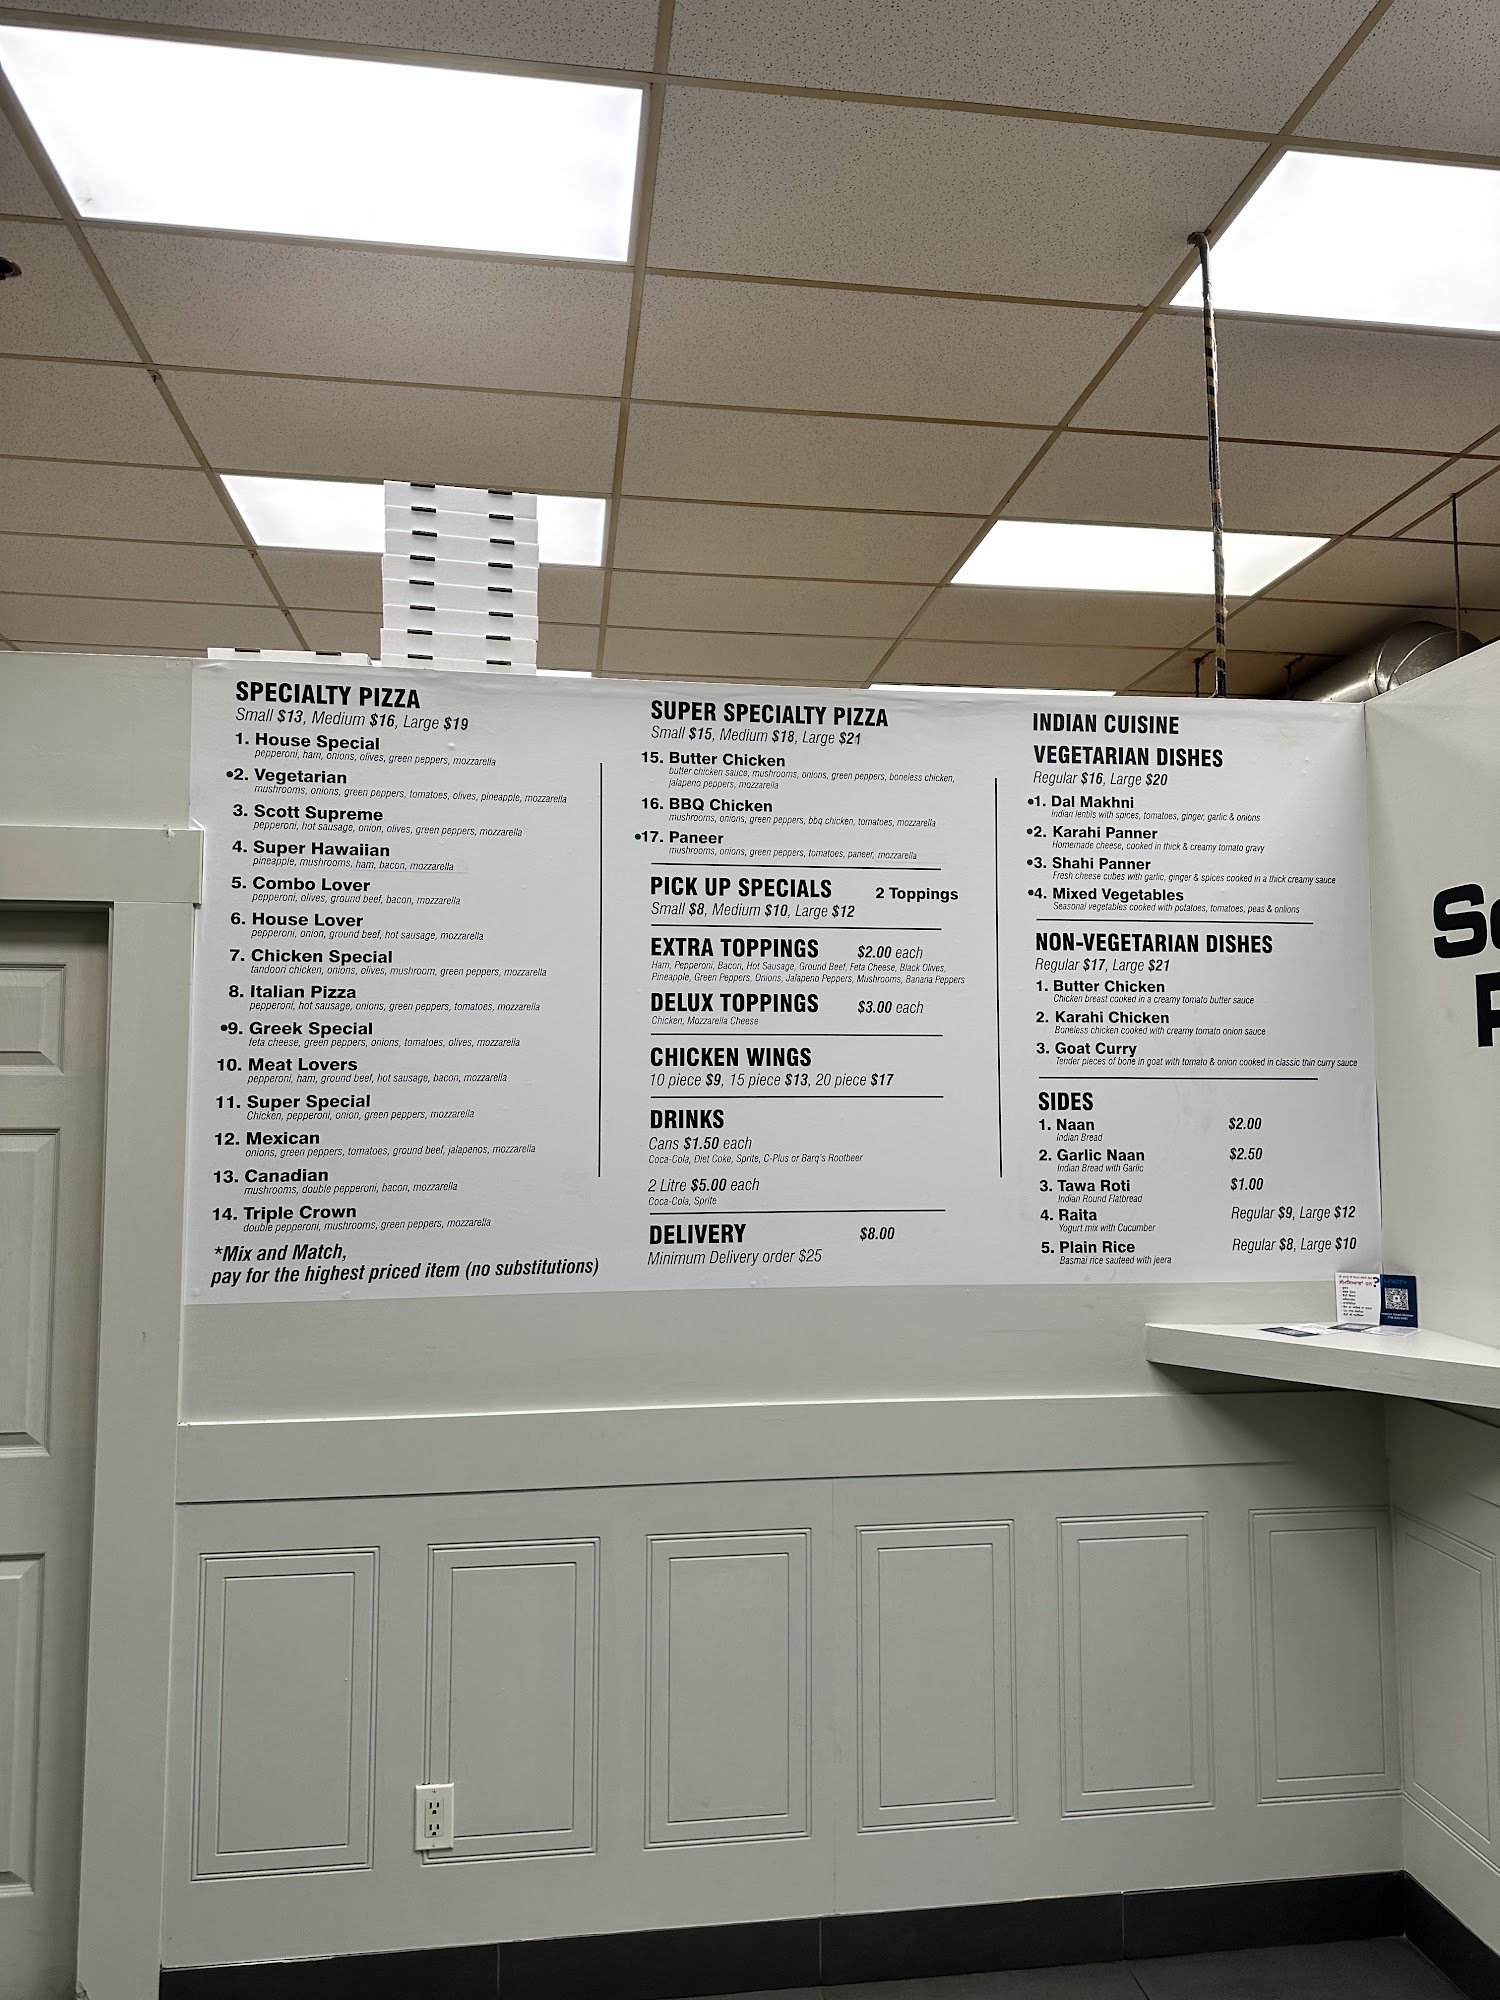 SPECIALTY PIZZA
Small $13, Medium $16, Large $19
1. House Special
pepperoni, ham, onions, olives, green peppers, mozzarella
•2. Vegetarian
mushrooms, onions, green peppers, tomatoes, olives, pineapple, mozzarella
3. Scott Supreme
pepperoni, hot sausage, onion, olives, green peppers, mozzarella
4. Super Hawaiian
pineapple, mushrooms, ham, bacon, mozzarella
5. Combo Lover
pepperoni, olives, ground beef, bacon, mozzarella
6. House Lover
pepperoni, onion, ground beef, hot sausage, mozzarella
7. Chicken Special
tandoori chicken, onions, olives, mushroom, green peppers, mozzarella
8. Italian Pizza
pepperoni, hot sausage, onions, green peppers, tomatoes, mozzarella
•9. Greek Special
feta cheese, green peppers, onions, tomatoes, olives, mozzarella
10. Meat Lovers
pepperoni, ham, ground beef, hot sausage, bacon, mozzarella
11. Super Special
Chicken, pepperoni, onion, green peppers, mozzarella
12. Mexican
onions, green peppers, tomatoes, ground beef, jalapenos, mozzarella
13. Canadian
mushrooms, double pepperoni, bacon, mozzarella
14. Triple Crown
double pepperoni, mushrooms, green peppers, mozzarella
*Mix and Match,
pay for the highest priced item (no substitutions)
SUPER SPECIALTY PIZZA
Small $15, Medium $18, Large $21
15. Butter Chicken
butter chicken sauce, mushrooms, onions, green peppers, boneless chicken,
jalapeno peppers, mozzarella
16. BBQ Chicken
mushrooms, onions, green peppers, bbq chicken, tomatoes, mozzarella
•17. Paneer
mushrooms, onions, green peppers, tomatoes, paneer, mozzarella
PICK UP SPECIALS 2 Toppings
Small $8, Medium $10, Large $12
EXTRA TOPPINGS $2.00 each
Ham, Pepperoni, Bacon, Hot Sausage, Ground Beef, Feta Cheese, Black Olives,
Pineapple, Green Peppers, Onions, Jalapeno Peppers, Mushrooms, Banana Peppers
DELUX TOPPINGS $3.00 each
Chicken, Mozzarella Cheese
CHICKEN WINGS
10 piece $9, 15 piece $13, 20 piece $17
DRINKS
Cans $1.50 each
Coca-Cola, Diet Coke, Sprite, C-Plus or Barq's Rootbeer
2 Litre $5.00 each
Coca-Cola, Sprite
DELIVERY $8.00
Minimum Delivery order $25
INDIAN CUISINE
VEGETARIAN DISHES
Regular $16, Large $20
•1. Dal Makhni
Indian lentils with spices, tomatoes, ginger, garlic & onions
•2. Karahi Panner
Homemade cheese, cooked in thick & creamy tomato gravy
•3. Shahi Panner
Fresh cheese cubes with garlic, ginger & spices cooked in a thick creamy sauce
•4. Mixed Vegetables
Seasonal vegetables cooked with potatoes, tomatoes, peas & onions
NON-VEGETARIAN DISHES
Regular $17, Large $21
1. Butter Chicken
Chicken breast cooked in a creamy tomato butter sauce
2. Karahi Chicken
Boneless chicken cooked with creamy tomato onion sauce
3. Goat Curry
Tender pieces of bone in goat with tomato & onion cooked in classic thin curry sauce
SIDES
1. Naan $2.00
Indian Bread
2. Garlic Naan $2.50
Indian Bread with Garlic
3. Tawa Roti $1.00
Indian Round Flatbread
4. Raita Regular $9, Large $12
Yogurt mix with Cucumber
5. Plain Rice Regular $8, Large $10
Basmai rice sauteed with jeera